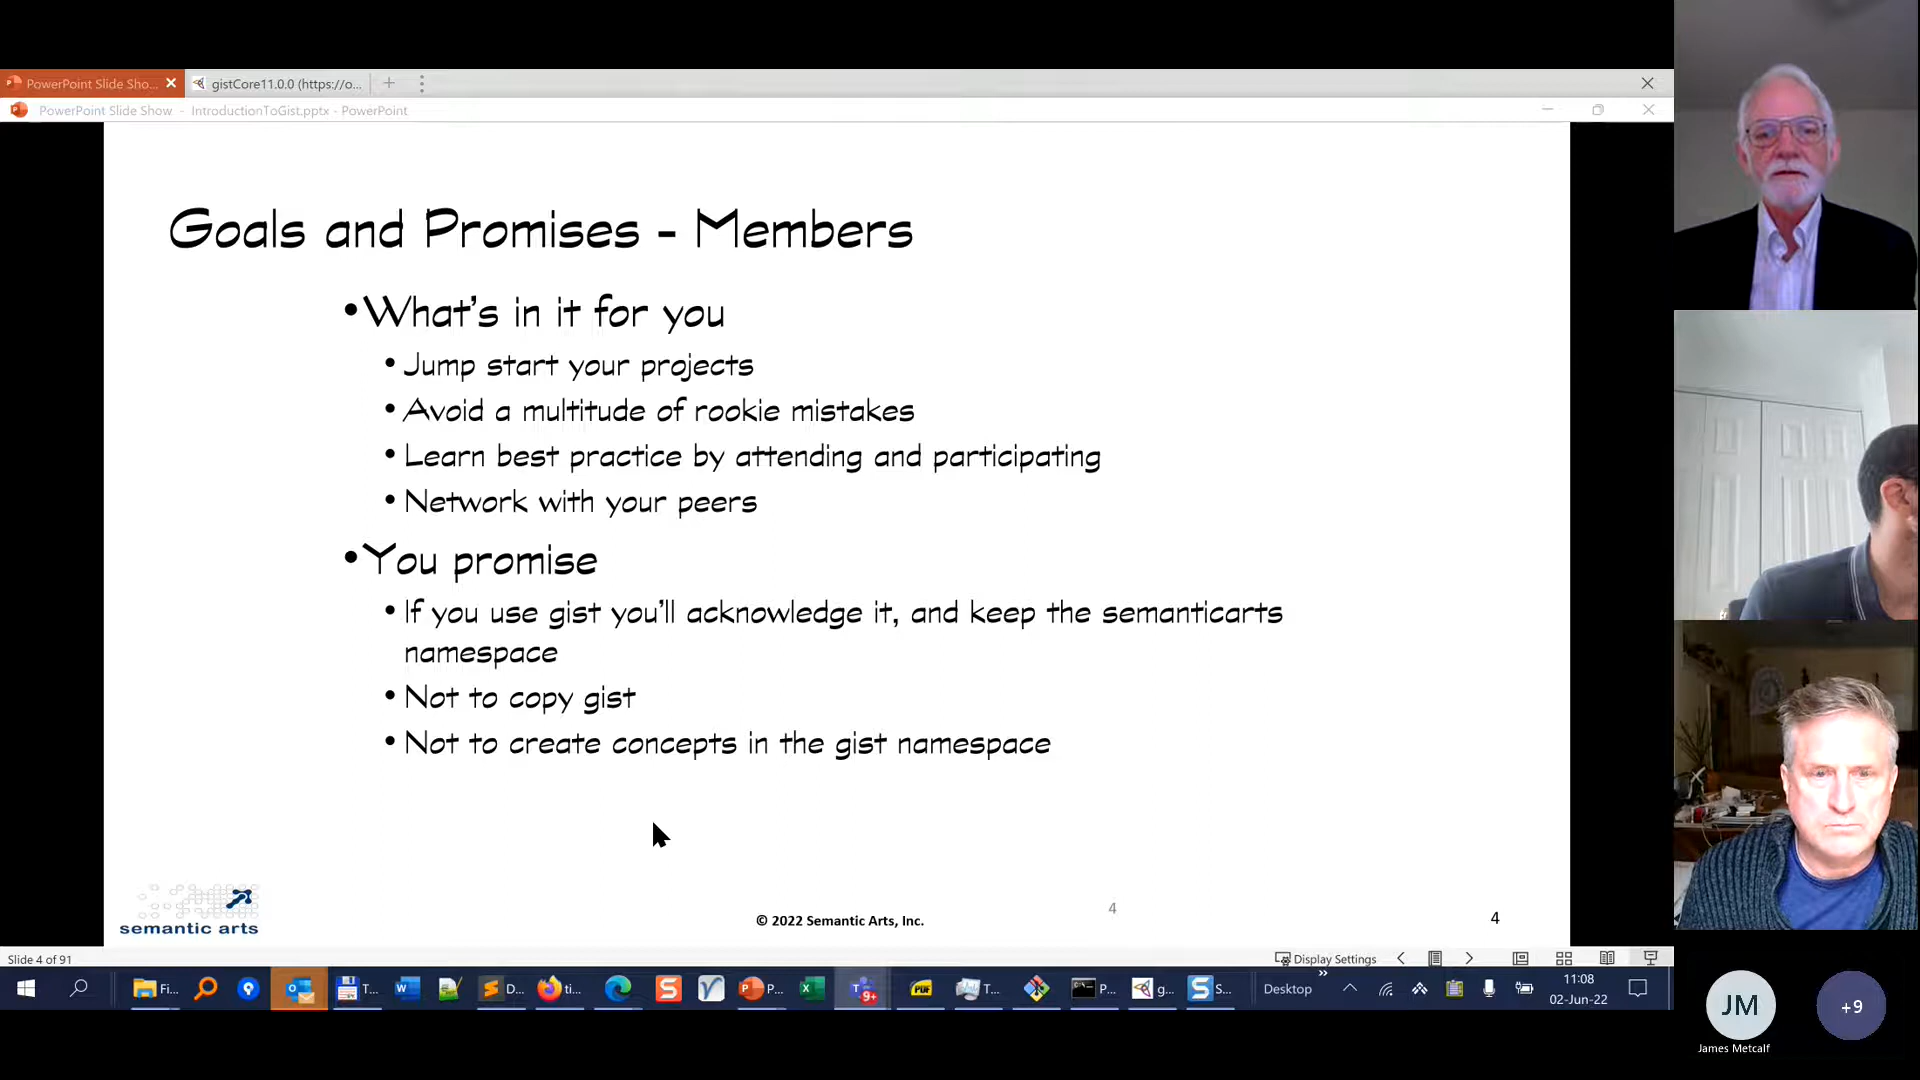 PowerPoint Slide Sho...
gistCore11.0.0 (https://o...
PowerPoint Slide Show - IntroductionToGist.pptx - PowerPoint
Goals and Promises - Members
•What's in it for you
• Jump start your projects
• Avoid a multitude of rookie mistakes
• Learn best practice by attending and participating
• Network with your peers
•You promise
• If you use gist you'll acknowledge it, and keep the semanticarts
namespace
• Not to copy gist
• Not to create concepts in the gist namespace
semantic arts
© 2022 Semantic Arts, Inc.
4
4
Slide 4 of 91
Display Settings
Fi...
T...
D...
ti...
P...
9+
T...
P...
g...
S...
Desktop
11:08
02-Jun-22
JM
+9
James Metcalf